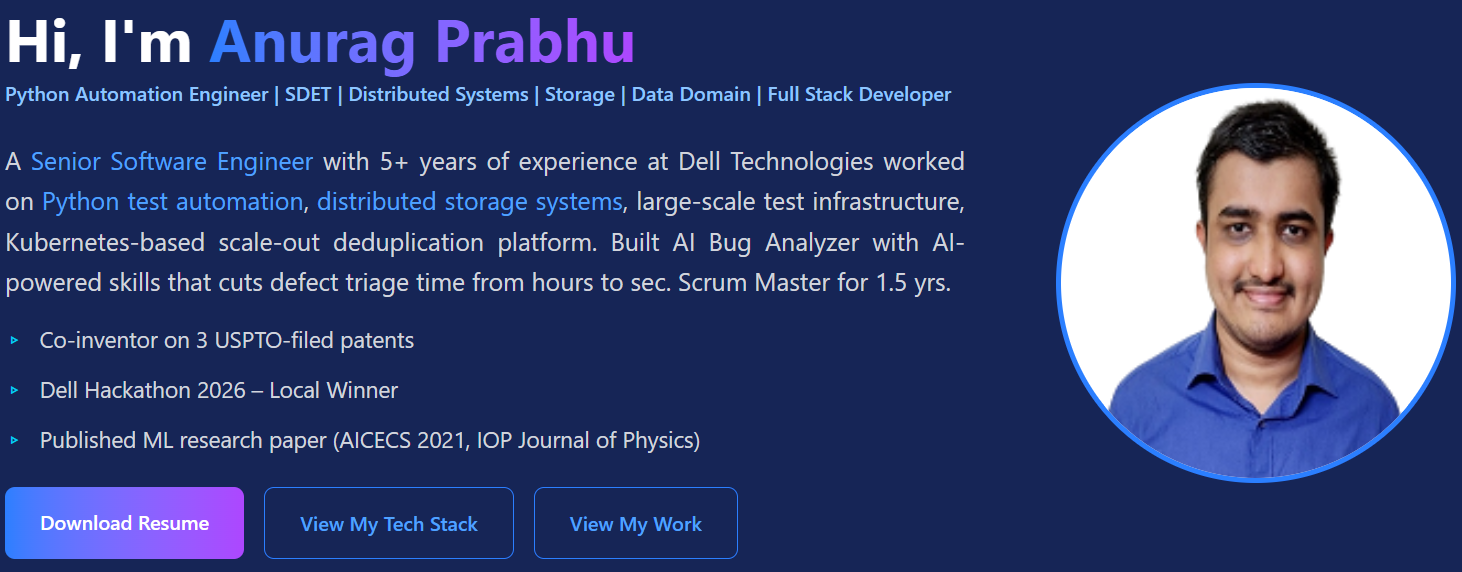 Hi, I'm Anurag Prabhu
Python Automation Engineer | SDET | Distributed Systems | Storage | Data Domain | Full Stack Developer
A Senior Software Engineer with 5+ years of experience at Dell Technologies worked
on Python test automation, distributed storage systems, large-scale test infrastructure,
Kubernetes-based scale-out deduplication platform. Built AI Bug Analyzer with AI-
powered skills that cuts defect triage time from hours to sec. Scrum Master for 1.5 yrs.
Co-inventor on 3 USPTO-filed patents
Dell Hackathon 2026 – Local Winner
Published ML research paper (AICECS 2021, IOP Journal of Physics)
Download Resume
View My Tech Stack
View My Work